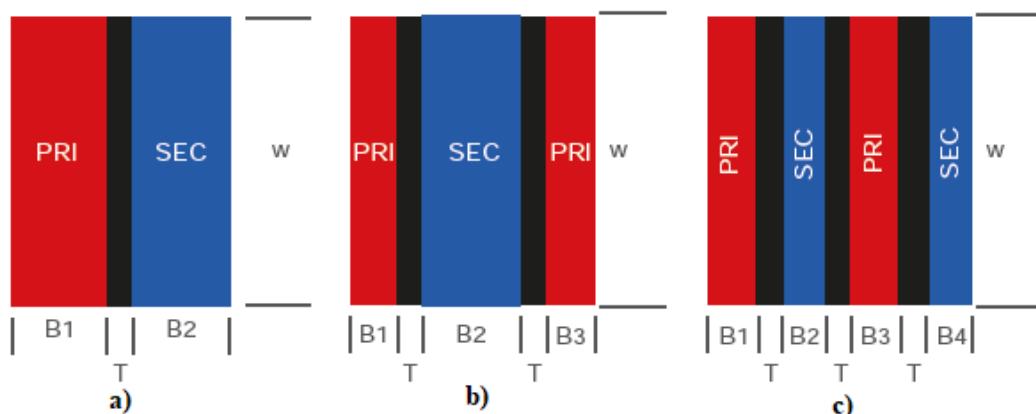 PRI SEC w
B1 B2
T
a)
PRI SEC PRI w
B1 B2 B3
T T
b)
PRI SEC PRI SEC w
B1 B2 B3 B4
T T T
c)